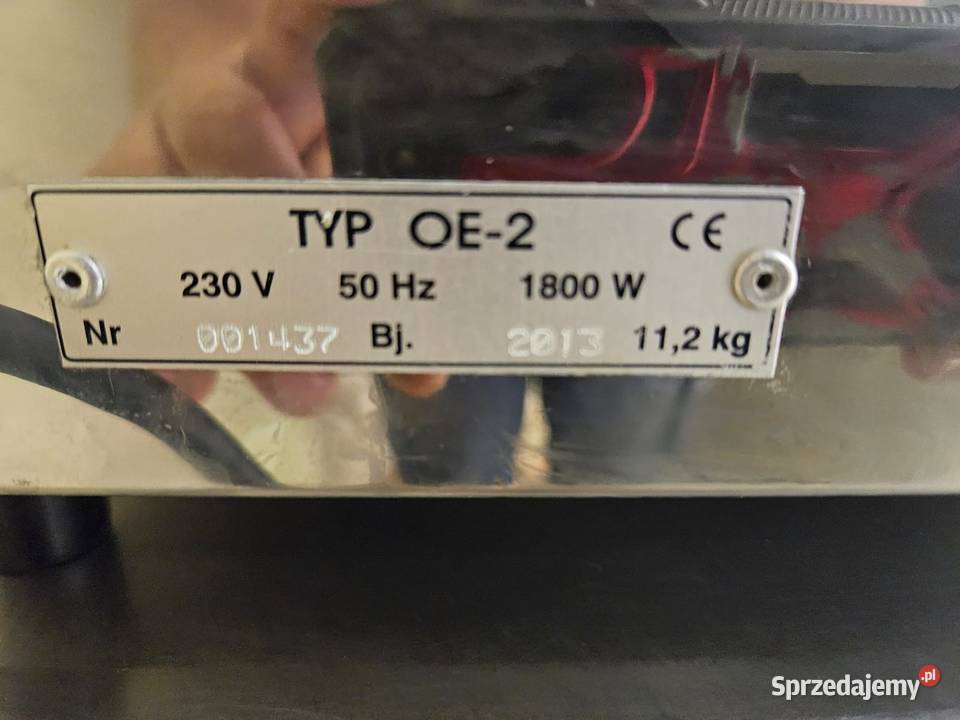 TYP OE-2 CE
230 V 50 Hz 1800 W
Nr 001437 Bj. 2013 11,2 kg
Sprzedajemy.pl